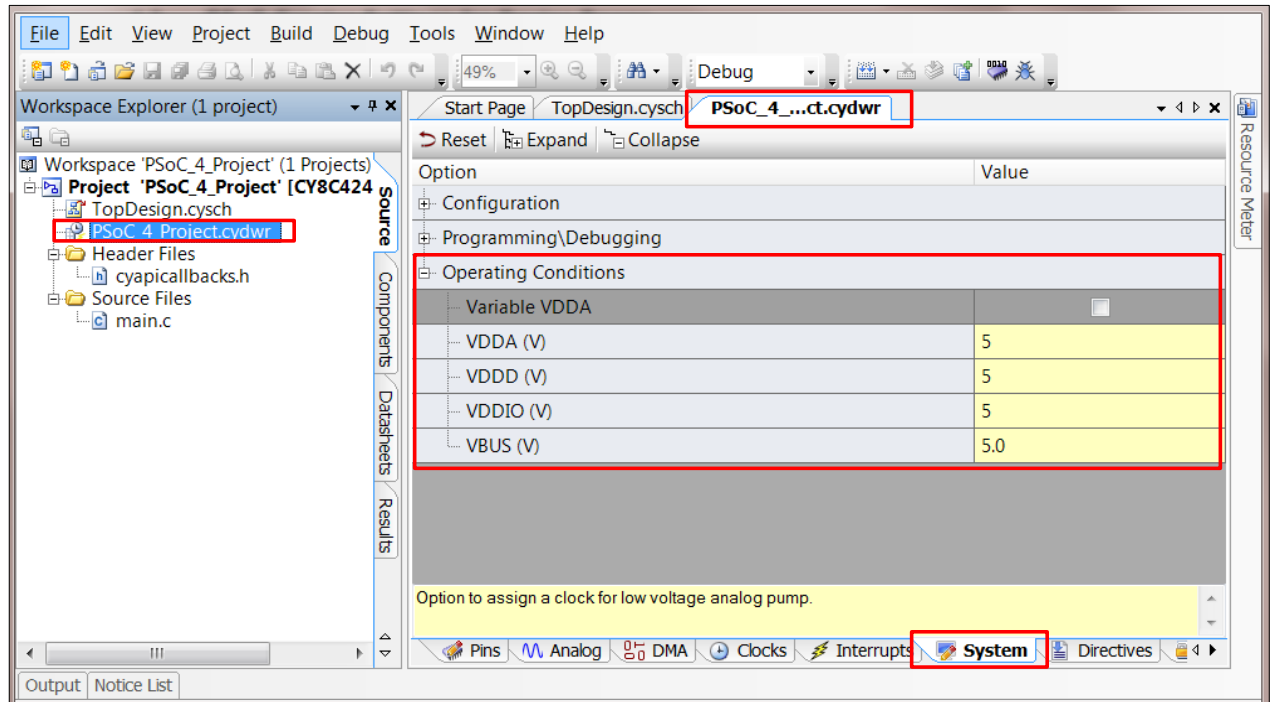 File Edit View Project Build Debug Tools Window Help
49% Debug
Workspace Explorer (1 project)
Start Page TopDesign.cysch PSoC_4_...ct.cydwr
Reset Expand Collapse
Workspace 'PSoC_4_Project' (1 Projects)
Project 'PSoC_4_Project' [CY8C424
TopDesign.cysch
PSoC_4_Project.cydwr
Header Files
cyapicallbacks.h
Source Files
main.c
Source
Components
Datasheets
Results
Option Value
Configuration
Programming\Debugging
Operating Conditions
Variable VDDA
VDDA (V) 5
VDDD (V) 5
VDDIO (V) 5
VBUS (V) 5.0
Option to assign a clock for low voltage analog pump.
Pins Analog DMA Clocks Interrupts System Directives
Resource Meter
Output Notice List